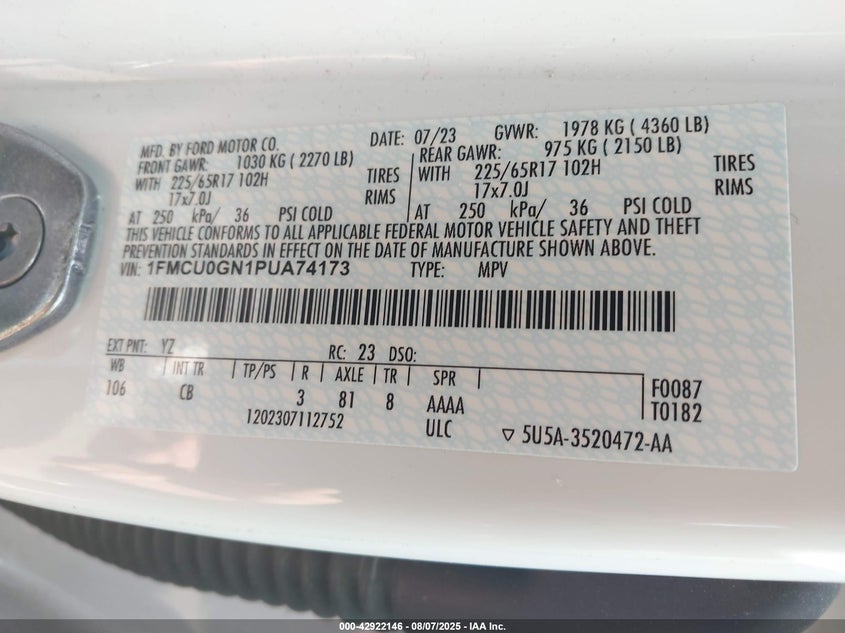 MFD. BY FORD MOTOR CO. DATE: 07/23 GVWR: 1978 KG ( 4360 LB)
FRONT GAWR: 1030 KG ( 2270 LB) REAR GAWR: 975 KG ( 2150 LB)
WITH 225/65R17 102H TIRES WITH 225/65R17 102H TIRES
17x7.0J RIMS 17x7.0J RIMS
AT 250 kPa/ 36 PSI COLD AT 250 kPa/ 36 PSI COLD
THIS VEHICLE CONFORMS TO ALL APPLICABLE FEDERAL MOTOR VEHICLE SAFETY AND THEFT
PREVENTION STANDARDS IN EFFECT ON THE DATE OF MANUFACTURE SHOWN ABOVE.
VIN: 1FMCU0GN1PUA74173 TYPE: MPV
EXT PNT: YZ RC: 23 DSO:
WB INT TR TP/PS R AXLE TR SPR
106 CB 3 81 8 AAAA F0087
1202307112752 ULC T0182
▽ 5U5A-3520472-AA
000-42922146 - 08/07/2025 - IAA Inc.